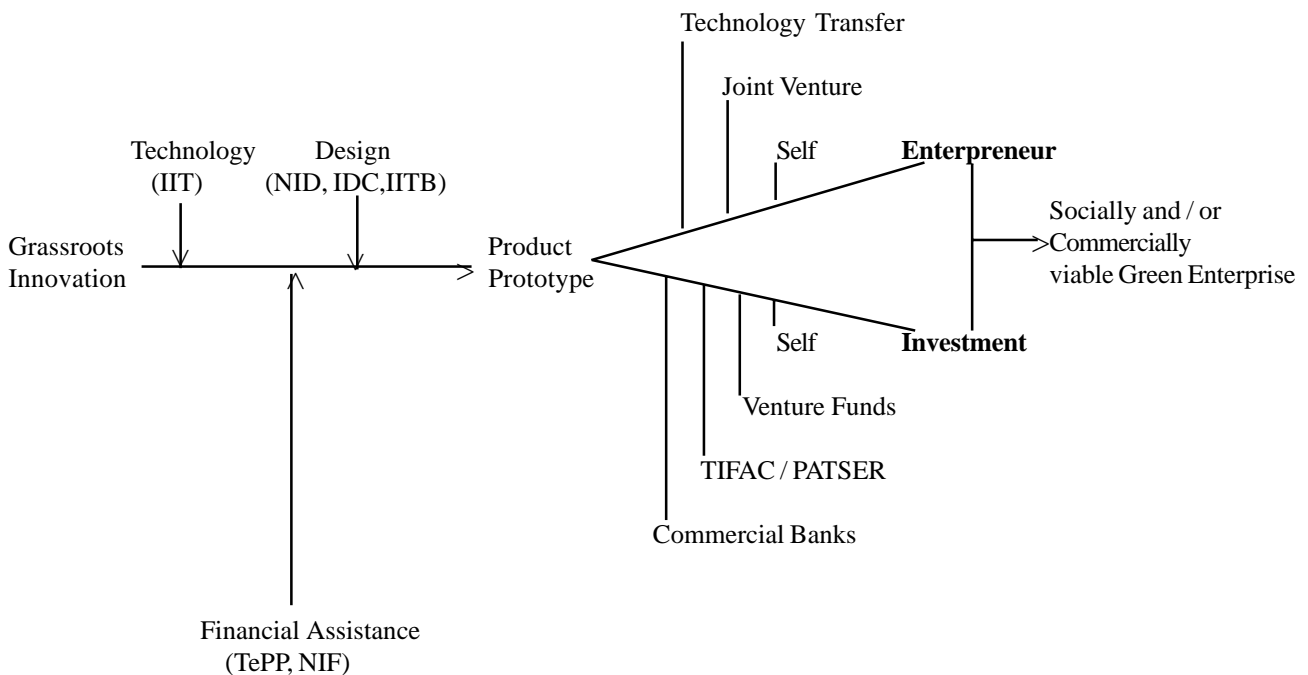 Technology Transfer
Joint Venture
Technology
(IIT)
Design
(NID, IDC,IITB)
Self
Enterpreneur
Grassroots
Innovation
Product
Prototype
Socially and / or
Commercially
viable Green Enterprise
Self
Investment
Venture Funds
TIFAC / PATSER
Commercial Banks
Financial Assistance
(TePP, NIF)